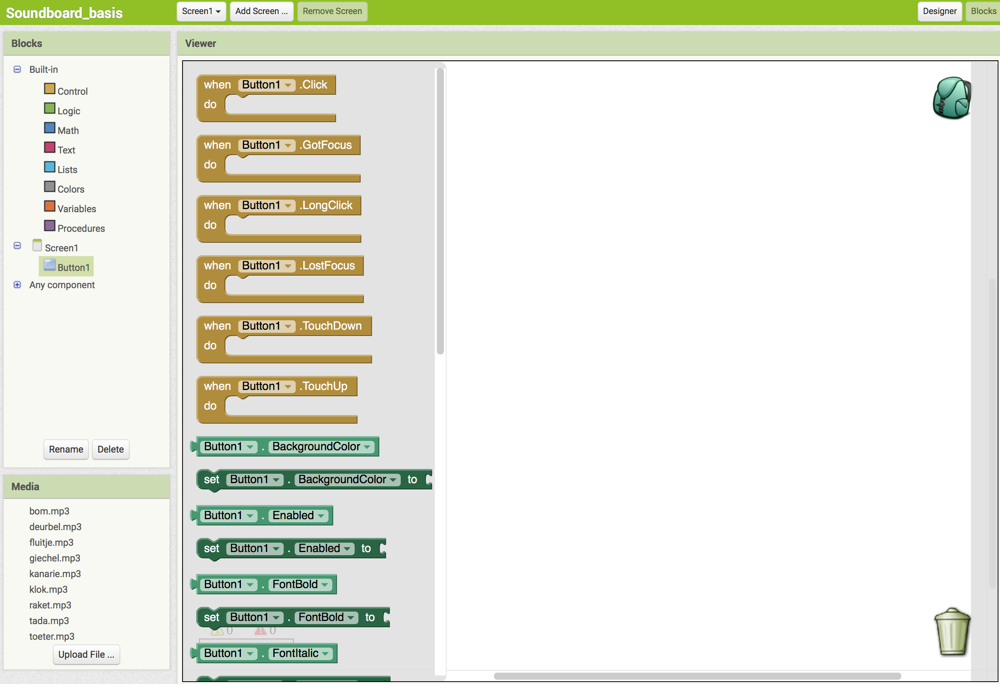 Soundboard_basis
Screen1 Add Screen ... Remove Screen
Designer Blocks
Blocks
Built-in
Control
Logic
Math
Text
Lists
Colors
Variables
Procedures
Screen1
Button1
Any component
Rename Delete
Media
bom.mp3
deurbel.mp3
fluitje.mp3
giechel.mp3
kanarie.mp3
klok.mp3
raket.mp3
tada.mp3
toeter.mp3
Upload File ...
Viewer
when Button1 .Click
do
when Button1 .GotFocus
do
when Button1 .LongClick
do
when Button1 .LostFocus
do
when Button1 .TouchDown
do
when Button1 .TouchUp
do
Button1 . BackgroundColor
set Button1 . BackgroundColor to
Button1 . Enabled
set Button1 . Enabled to
Button1 . FontBold
set Button1 . FontBold to
0 0
Button1 . FontItalic